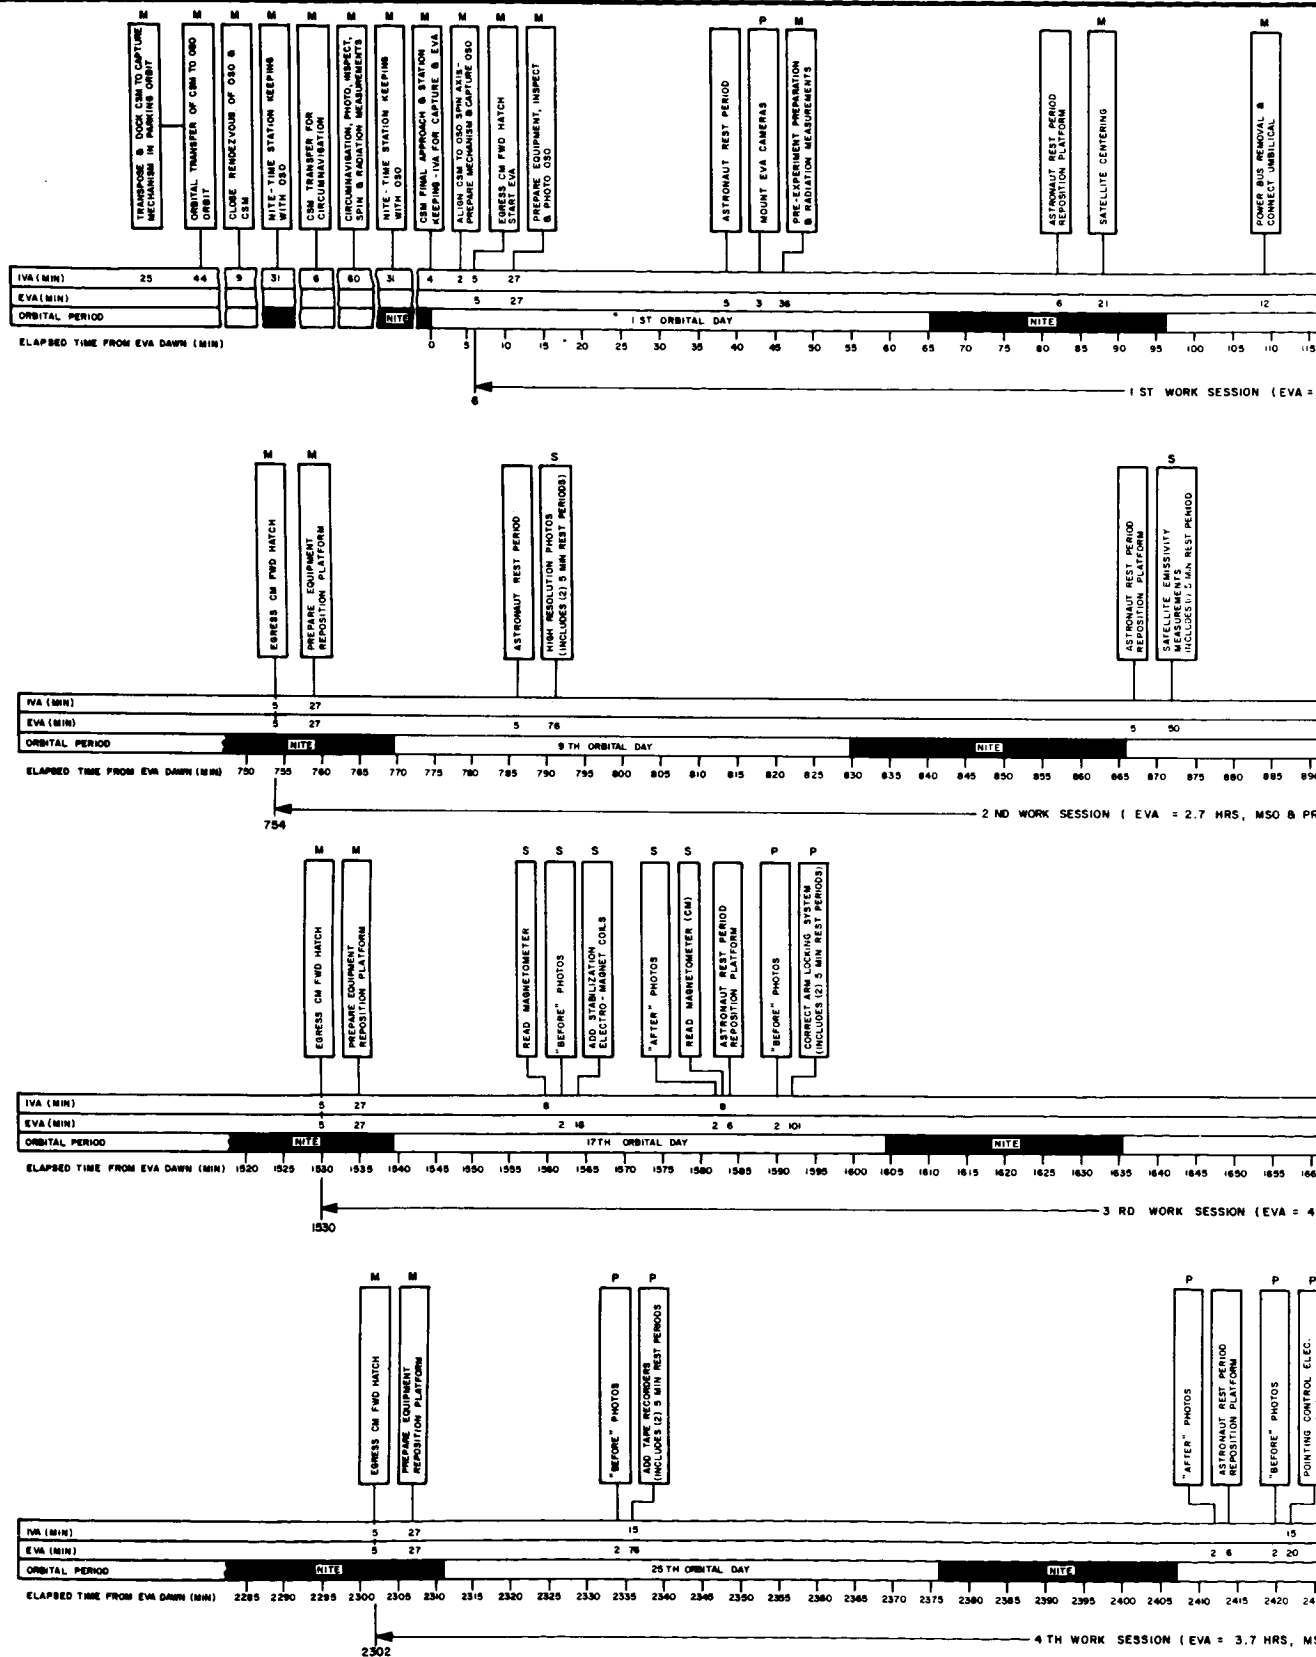 M M M M M M M M M M M P M M M
TRANSPOSE & DOCK CSM TO CAPTURE
MECHANISM IN PARKING ORBIT
ORBITAL TRANSFER OF CSM TO OSO
ORBIT
CLOSE RENDEZVOUS OF OSO &
CSM
NITE-TIME STATION KEEPING
WITH OSO
CSM TRANSFER FOR
CIRCUMNAVIGATION
CIRCUMNAVIGATION, PHOTO, INSPECT,
SPIN & RADIATION MEASUREMENTS
NITE-TIME STATION KEEPING
WITH OSO
CSM FINAL APPROACH & STATION
KEEPING-IVA FOR CAPTURE & EVA
ALIGN CSM TO OSO SPIN AXIS-
PREPARE MECHANISM & CAPTURE OSO
EGRESS CM FWD HATCH
START EVA
PREPARE EQUIPMENT, INSPECT
& PHOTO OSO
ASTRONAUT REST PERIOD
MOUNT EVA CAMERAS
PRE-EXPERIMENT PREPARATION
& RADIATION MEASUREMENTS
ASTRONAUT REST PERIOD
REPOSITION PLATFORM
SATELLITE CENTERING
POWER BUS REMOVAL &
CONNECT UMBILICAL
IVA (MIN) 25 44 9 31 6 60 31 4 2 5 27
EVA (MIN) 5 27 5 3 36 6 21 12
ORBITAL PERIOD NITE 1 ST ORBITAL DAY NITE
ELAPSED TIME FROM EVA DAWN (MIN) 0 5 10 15 20 25 30 35 40 45 50 55 60 65 70 75 80 85 90 95 100 105 110 115
1 ST WORK SESSION (EVA =
6
M M S S
EGRESS CM FWD HATCH
PREPARE EQUIPMENT
REPOSITION PLATFORM
ASTRONAUT REST PERIOD
HIGH RESOLUTION PHOTOS
(INCLUDES (2) 5 MIN REST PERIODS)
ASTRONAUT REST PERIOD
REPOSITION PLATFORM
SATELLITE EMISSIVITY
MEASUREMENTS
INCLUDES (1) 5 MIN REST PERIOD
IVA (MIN) 5 27
EVA (MIN) 5 27 5 76 5 50
ORBITAL PERIOD NITE 9 TH ORBITAL DAY NITE
ELAPSED TIME FROM EVA DAWN (MIN) 750 755 760 765 770 775 780 785 790 795 800 805 810 815 820 825 830 835 840 845 850 855 860 865 870 875 880 885 890
2 ND WORK SESSION ( EVA = 2.7 HRS, MSO & PR
754
M M S S S S S P P
EGRESS CM FWD HATCH
PREPARE EQUIPMENT
REPOSITION PLATFORM
READ MAGNETOMETER
"BEFORE" PHOTOS
ADD STABILIZATION
ELECTRO-MAGNET COILS
"AFTER" PHOTOS
READ MAGNETOMETER (CM)
ASTRONAUT REST PERIOD
REPOSITION PLATFORM
"BEFORE" PHOTOS
CORRECT ARM LOCKING SYSTEM
(INCLUDES (2) 5 MIN REST PERIODS)
IVA (MIN) 5 27 8 8
EVA (MIN) 5 27 2 18 2 6 2 101
ORBITAL PERIOD NITE 17TH ORBITAL DAY NITE
ELAPSED TIME FROM EVA DAWN (MIN) 1520 1525 1530 1535 1540 1545 1550 1555 1560 1565 1570 1575 1580 1585 1590 1595 1600 1605 1610 1615 1620 1625 1630 1635 1640 1645 1650 1655 166
3 RD WORK SESSION (EVA = 4
1530
M M P P P P P
EGRESS CM FWD HATCH
PREPARE EQUIPMENT
REPOSITION PLATFORM
"BEFORE" PHOTOS
ADD TAPE RECORDERS
(INCLUDES (2) 5 MIN REST PERIODS)
"AFTER" PHOTOS
ASTRONAUT REST PERIOD
REPOSITION PLATFORM
"BEFORE" PHOTOS
POINTING CONTROL ELEC.
IVA (MIN) 5 27 15 15
EVA (MIN) 5 27 2 76 2 6 2 20
ORBITAL PERIOD NITE 25TH ORBITAL DAY NITE
ELAPSED TIME FROM EVA DAWN (MIN) 2285 2290 2295 2300 2305 2310 2315 2320 2325 2330 2335 2340 2345 2350 2355 2360 2365 2370 2375 2380 2385 2390 2395 2400 2405 2410 2415 2420 24
4 TH WORK SESSION (EVA = 3.7 HRS, MS
2302